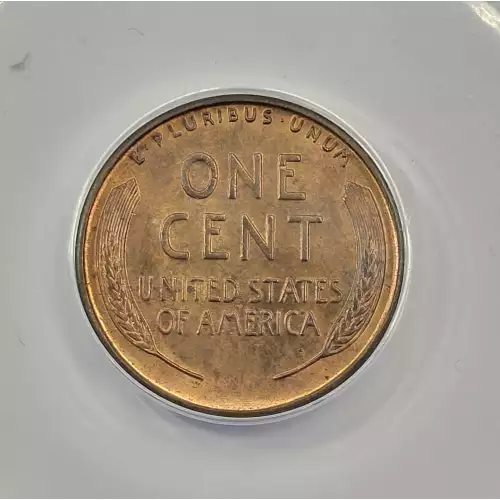 E·PLURIBUS·UNUM
ONE
CENT
UNITED STATES
OF AMERICA